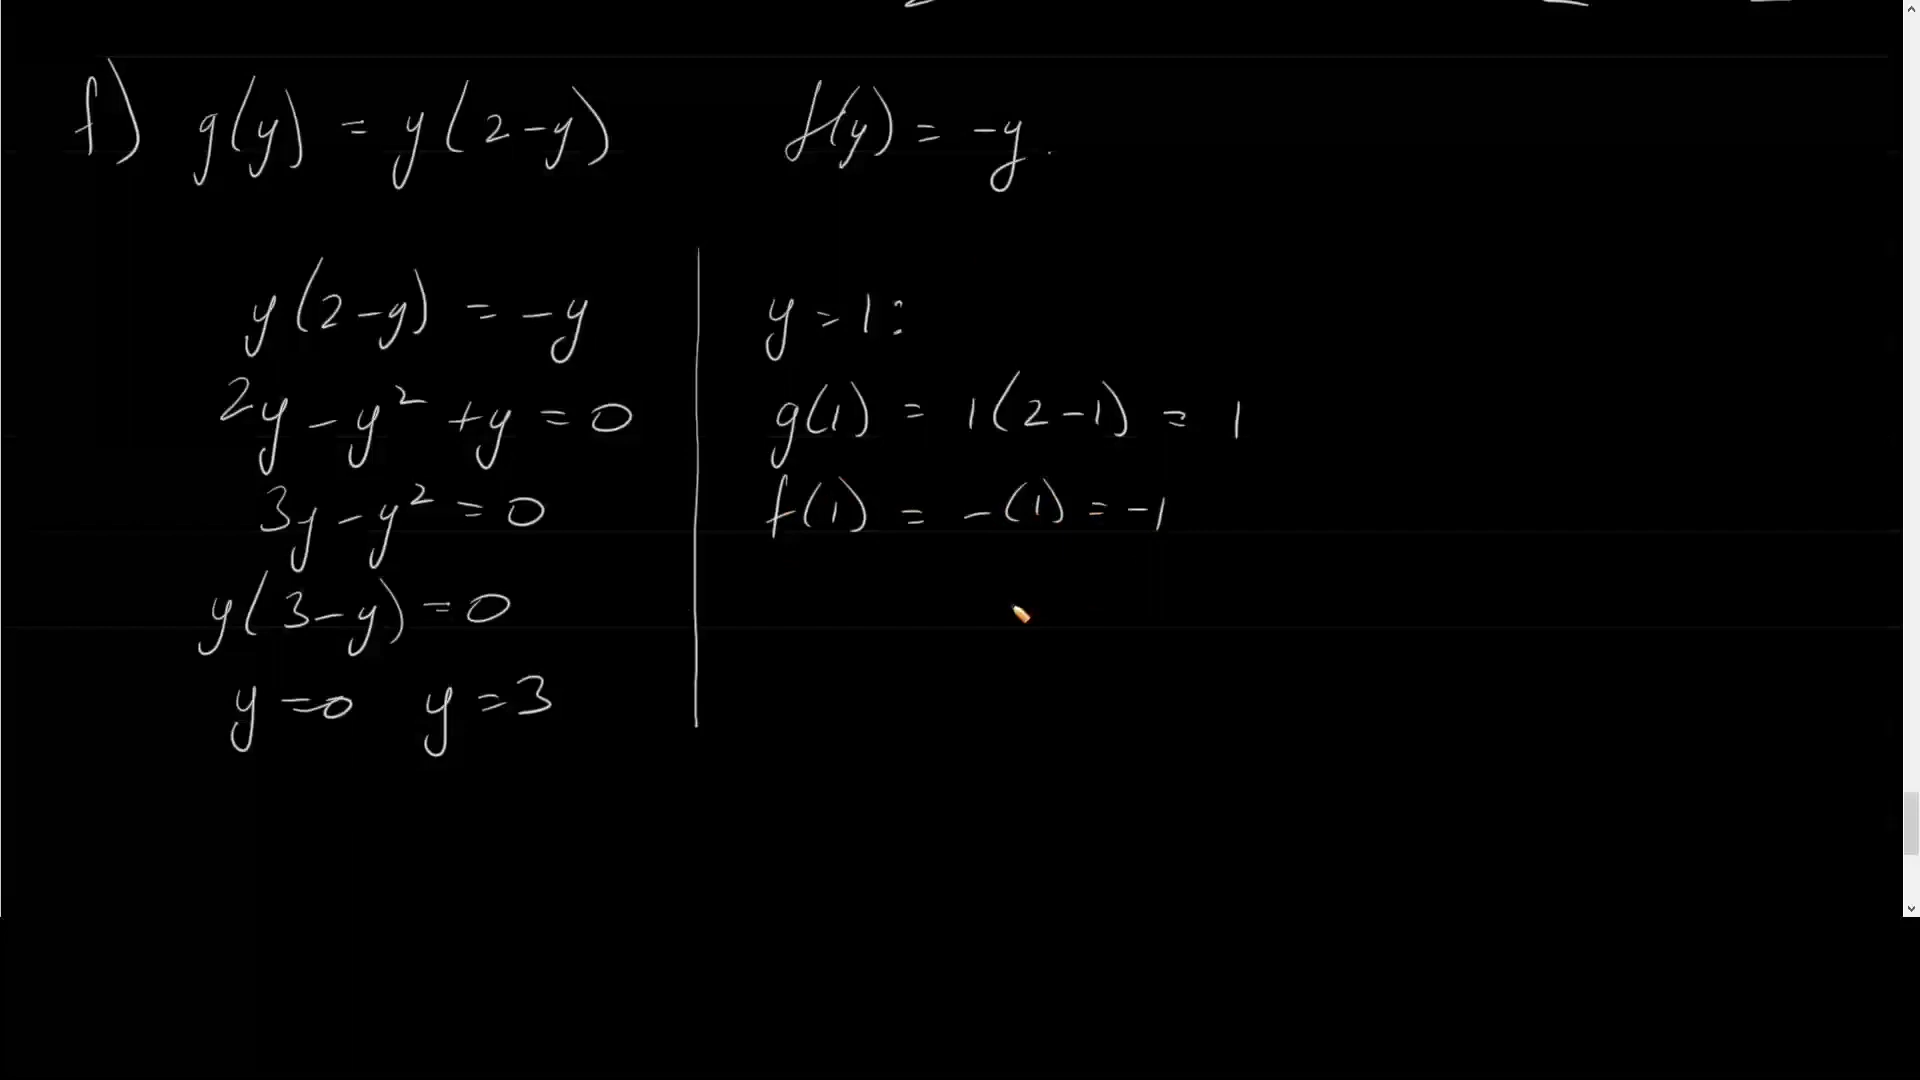 f) g(y) = y(2-y) f(y) = -y.
y(2-y) = -y
2y - y² + y = 0
3y - y² = 0
y(3-y) = 0
y = 0 y = 3
y = 1:
g(1) = 1(2-1) = 1
f(1) = -(1) = -1